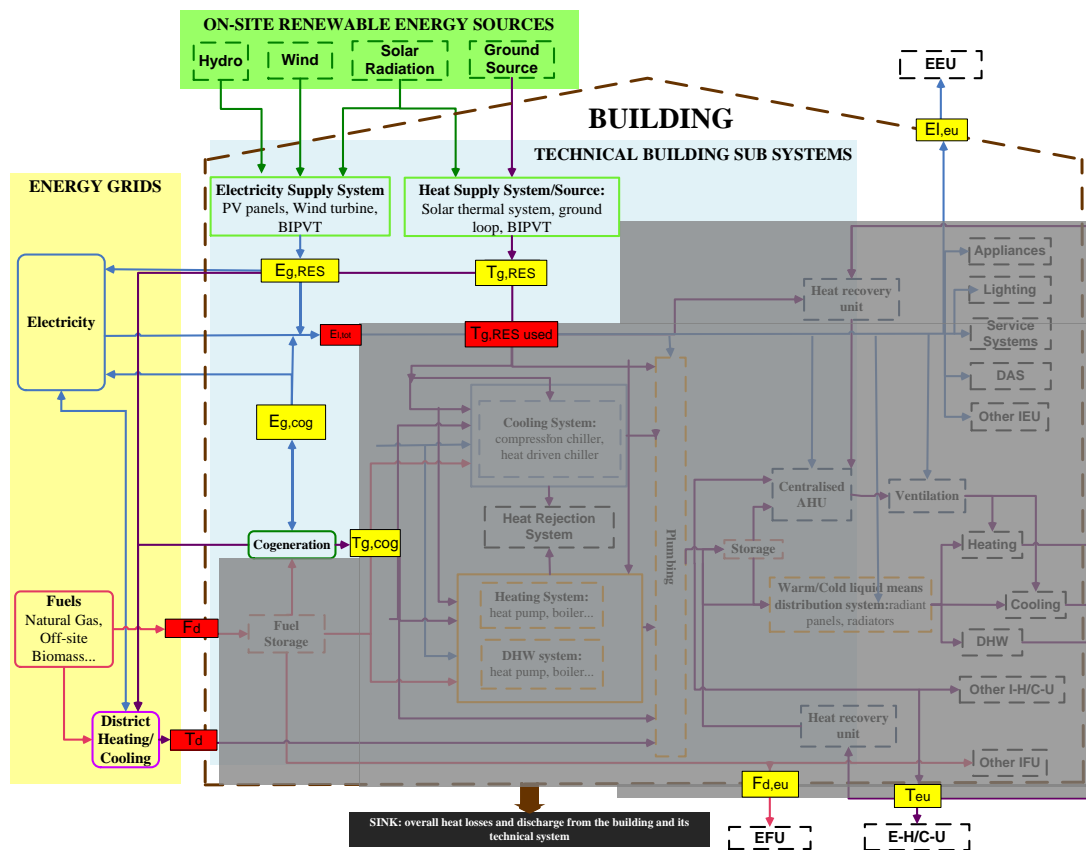 ON-SITE RENEWABLE ENERGY SOURCES
Hydro
Wind
Solar
Radiation
Ground
Source
EEU
El,eu
BUILDING
TECHNICAL BUILDING SUB SYSTEMS
ENERGY GRIDS
Electricity Supply System
PV panels, Wind turbine,
BIPVT
Heat Supply System/Source:
Solar thermal system, ground
loop, BIPVT
Eg,RES
Tg,RES
Electricity
Tg,RES used
Heat recovery
unit
Appliances
Lighting
Service
Systems
DAS
Other IEU
Eg,cog
Cooling System:
compression chiller,
heat driven chiller
Centralised
AHU
Ventilation
Heat Rejection
System
Cogeneration
Tg,cog
Plumbing
Storage
Heating
Fuels
Natural Gas,
Off-site
Biomass...
Fd
Fuel
Storage
Heating System:
heat pump, boiler...
Warm/Cold liquid means
distribution system:radiant
panels, radiators
Cooling
DHW system:
heat pump, boiler...
DHW
Other I-H/C-U
District
Heating/
Cooling
Td
Heat recovery
unit
Other IFU
Fd,eu
Teu
SINK: overall heat losses and discharge from the building and its
technical system
EFU
E-H/C-U